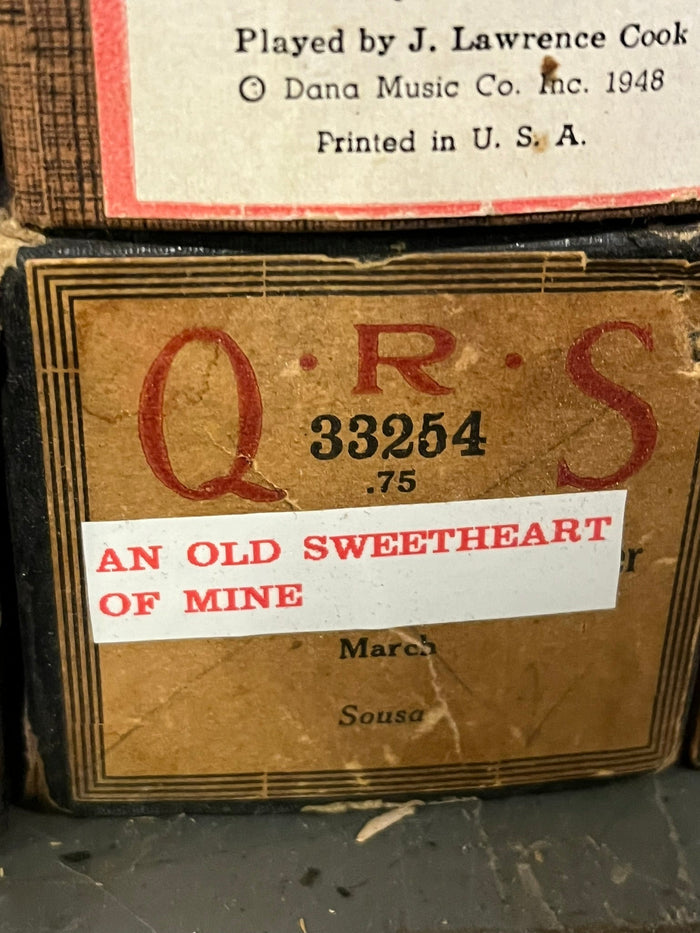 Played by J. Lawrence Cook
© Dana Music Co. Inc. 1948
Printed in U. S. A.
Q · R · S
33254
.75
AN OLD SWEETHEART
OF MINE
March
Sousa